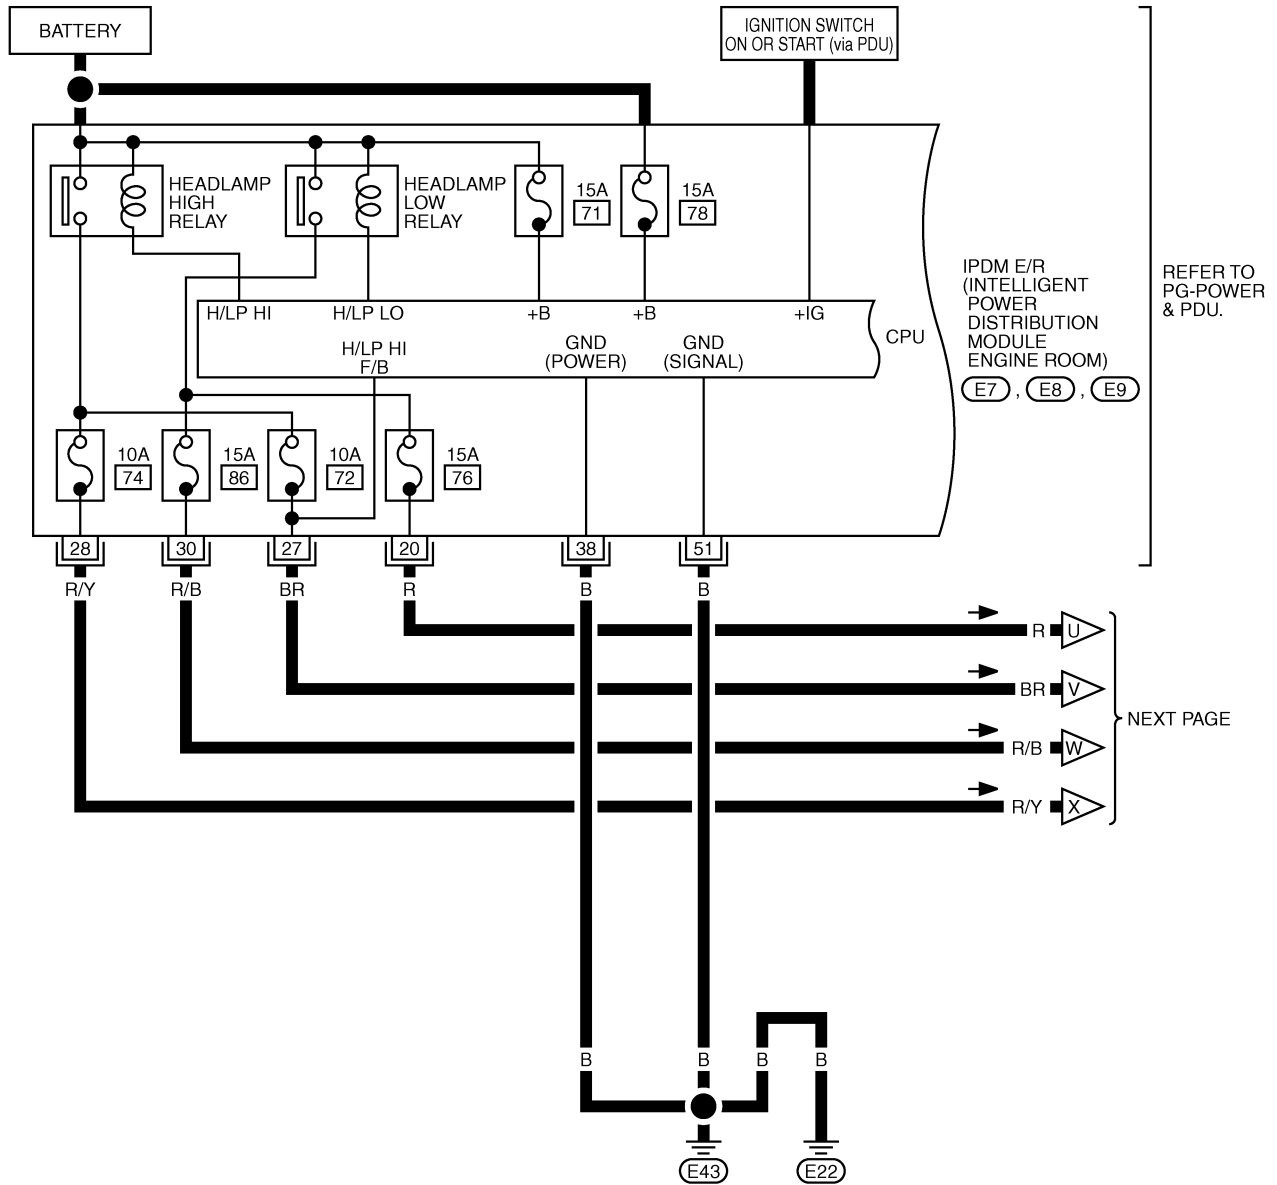 BATTERY
IGNITION SWITCH
ON OR START (via PDU)
HEADLAMP
HIGH
RELAY
HEADLAMP
LOW
RELAY
15A
71
15A
78
IPDM E/R
(INTELLIGENT
POWER
DISTRIBUTION
MODULE
ENGINE ROOM)
E7 , E8 , E9
REFER TO
PG-POWER
& PDU.
H/LP HI
H/LP LO
+B
+B
+IG
H/LP HI
F/B
GND
(POWER)
GND
(SIGNAL)
CPU
10A
74
15A
86
10A
72
15A
76
28
30
27
20
38
51
R/Y
R/B
BR
R
B
B
R
U
BR
V
R/B
W
R/Y
X
NEXT PAGE
B
B
B
B
E43
E22